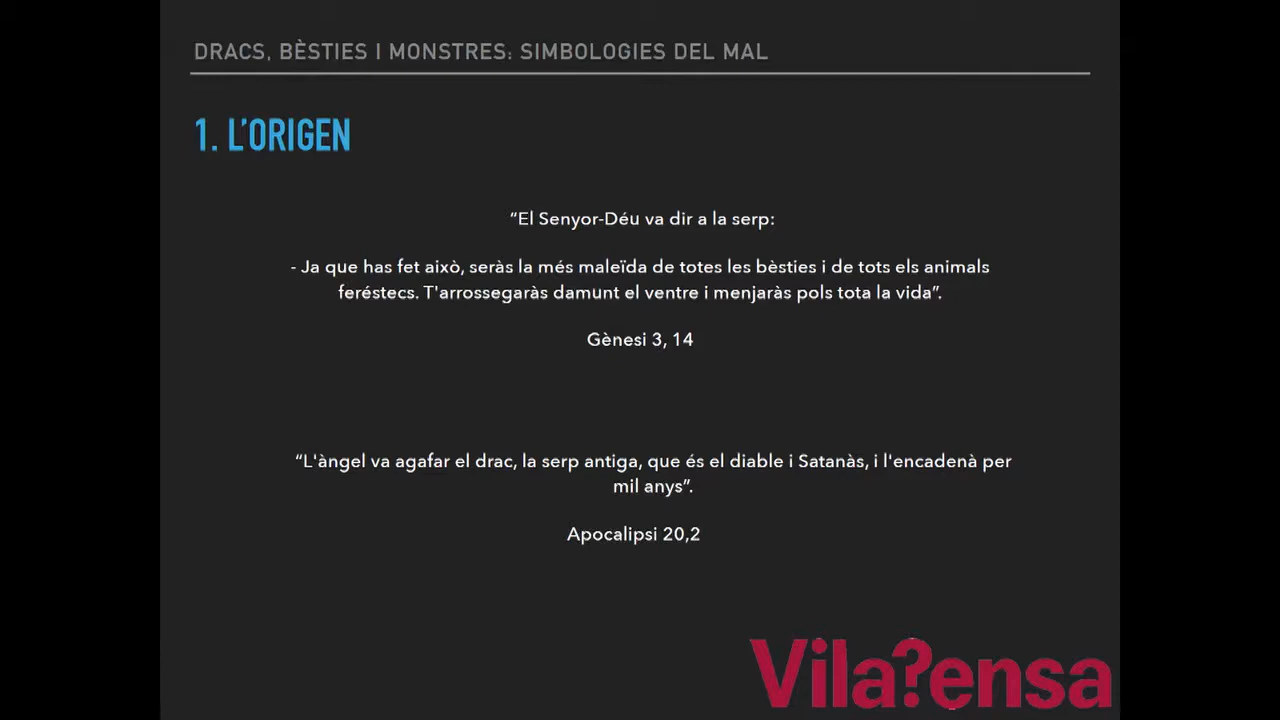 DRACS, BÈSTIES I MONSTRES: SIMBOLOGIES DEL MAL
1. L'ORIGEN
“El Senyor-Déu va dir a la serp:
- Ja que has fet això, seràs la més maleïda de totes les bèsties i de tots els animals
feréstecs. T'arrossegaràs damunt el ventre i menjaràs pols tota la vida”.
Gènesi 3, 14
“L'àngel va agafar el drac, la serp antiga, que és el diable i Satanàs, i l'encadenà per
mil anys”.
Apocalipsi 20,2
Vila?ensa